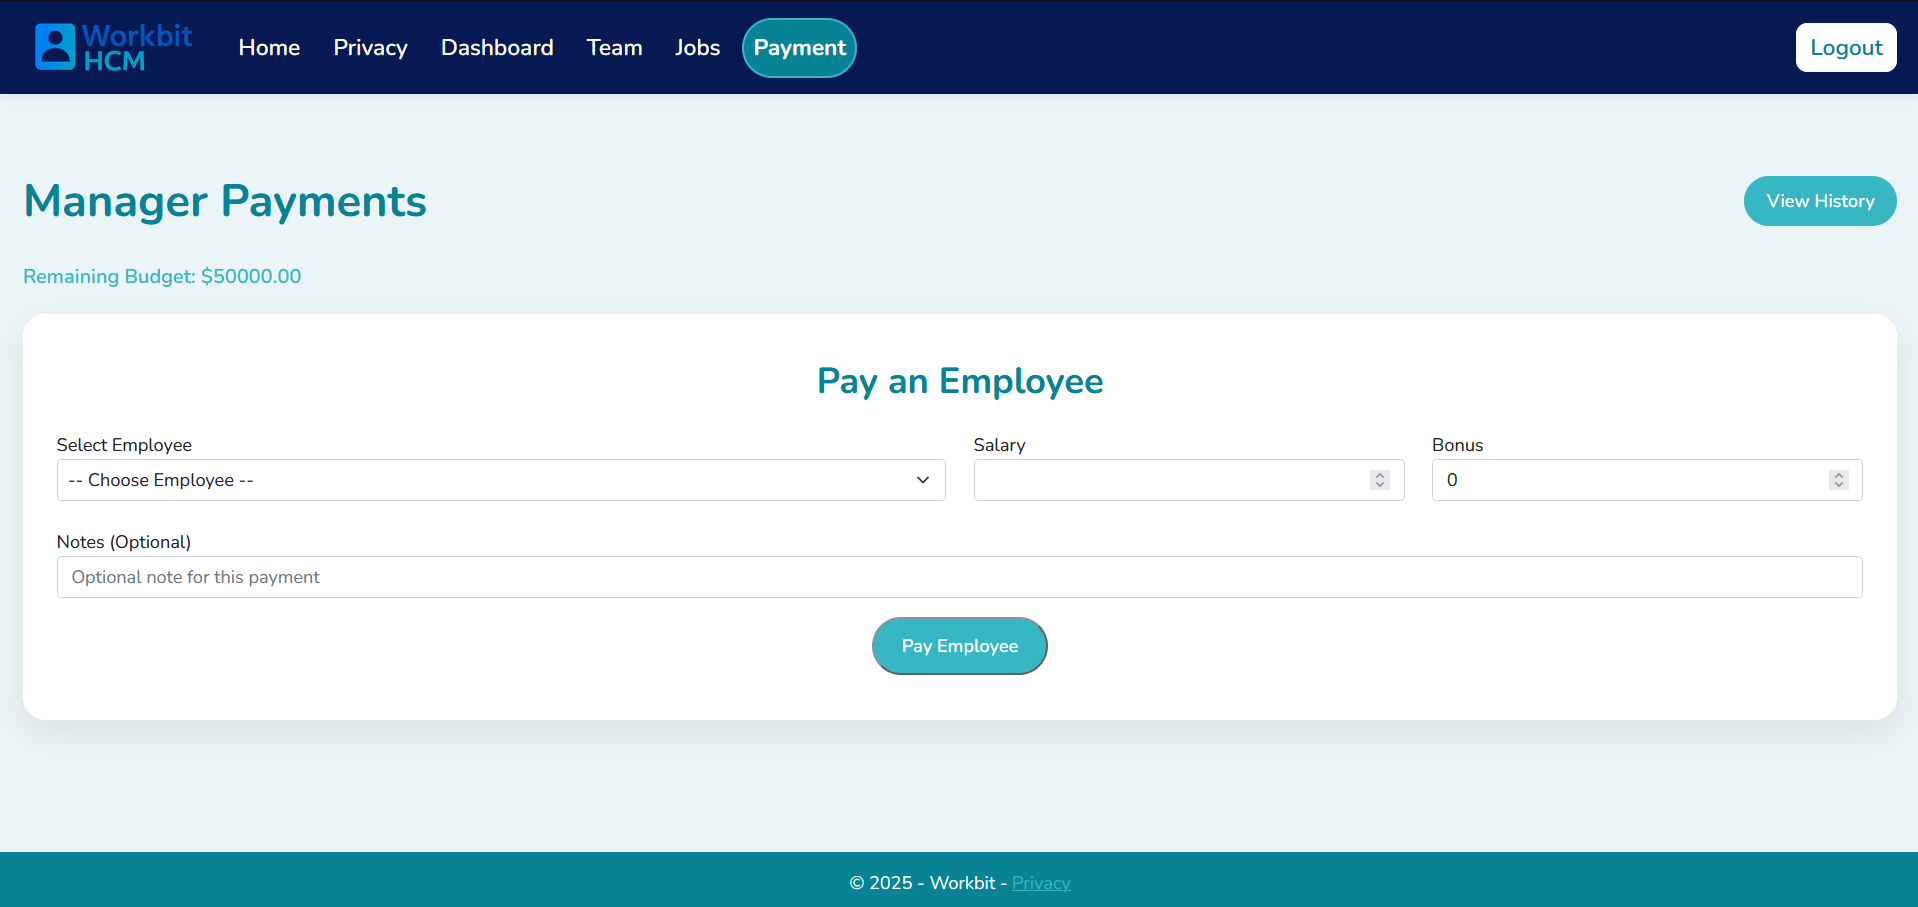 Workbit
HCM
Home Privacy Dashboard Team Jobs Payment Logout
Manager Payments
View History
Remaining Budget: $50000.00
Pay an Employee
Select Employee Salary Bonus
-- Choose Employee -- 0
Notes (Optional)
Optional note for this payment
Pay Employee
© 2025 - Workbit - Privacy